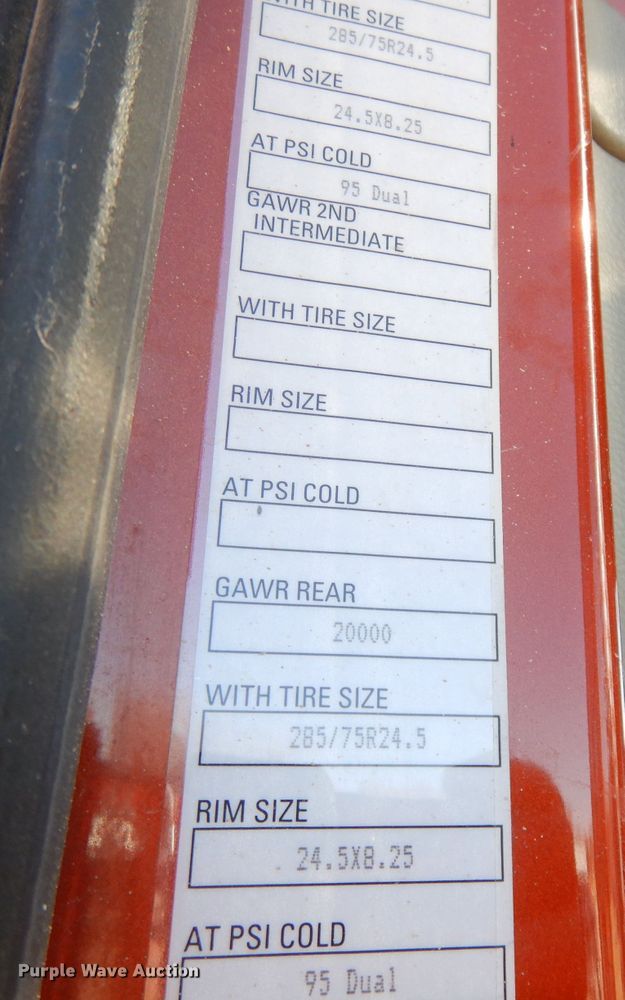 WITH TIRE SIZE
285/75R24.5
RIM SIZE
24.5X8.25
AT PSI COLD
95 Dual
GAWR 2ND
INTERMEDIATE
WITH TIRE SIZE
RIM SIZE
AT PSI COLD
GAWR REAR
20000
WITH TIRE SIZE
285/75R24.5
RIM SIZE
24.5X8.25
AT PSI COLD
95 Dual
Purple Wave Auction